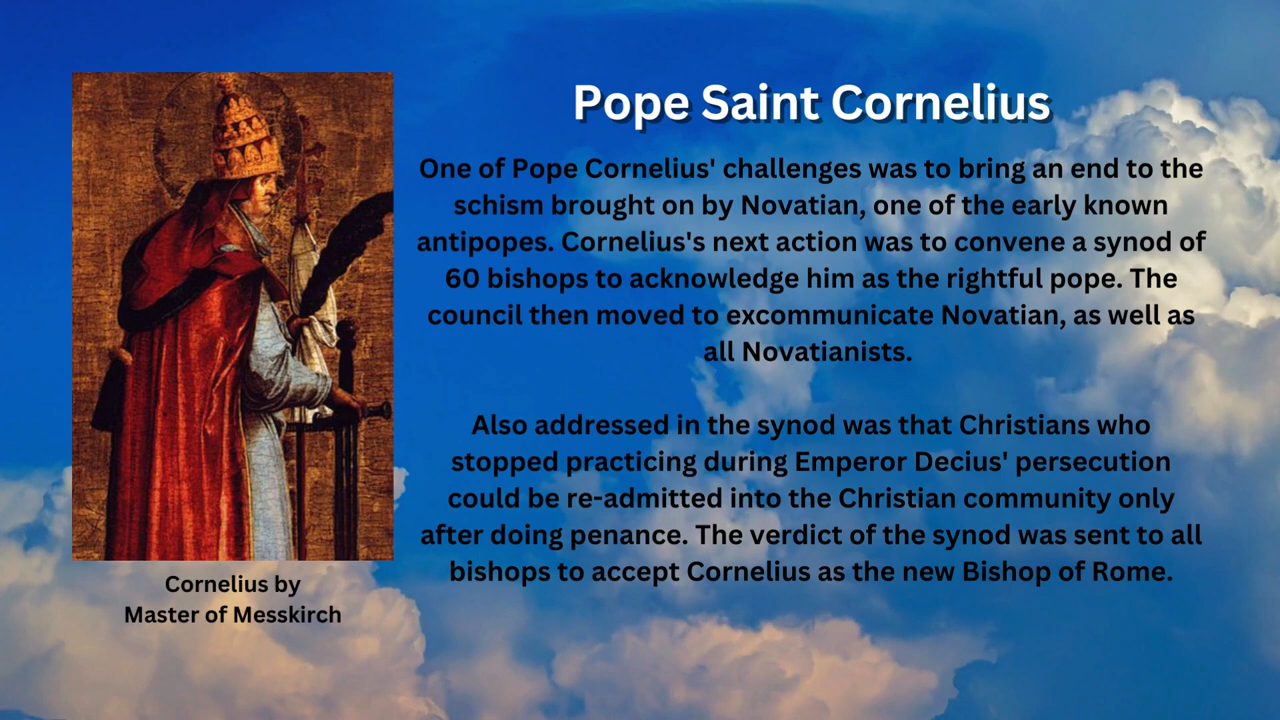 Pope Saint Cornelius
One of Pope Cornelius' challenges was to bring an end to the
schism brought on by Novatian, one of the early known
antipopes. Cornelius's next action was to convene a synod of
60 bishops to acknowledge him as the rightful pope. The
council then moved to excommunicate Novatian, as well as
all Novatianists.
Also addressed in the synod was that Christians who
stopped practicing during Emperor Decius' persecution
could be re-admitted into the Christian community only
after doing penance. The verdict of the synod was sent to all
bishops to accept Cornelius as the new Bishop of Rome.
Cornelius by
Master of Messkirch